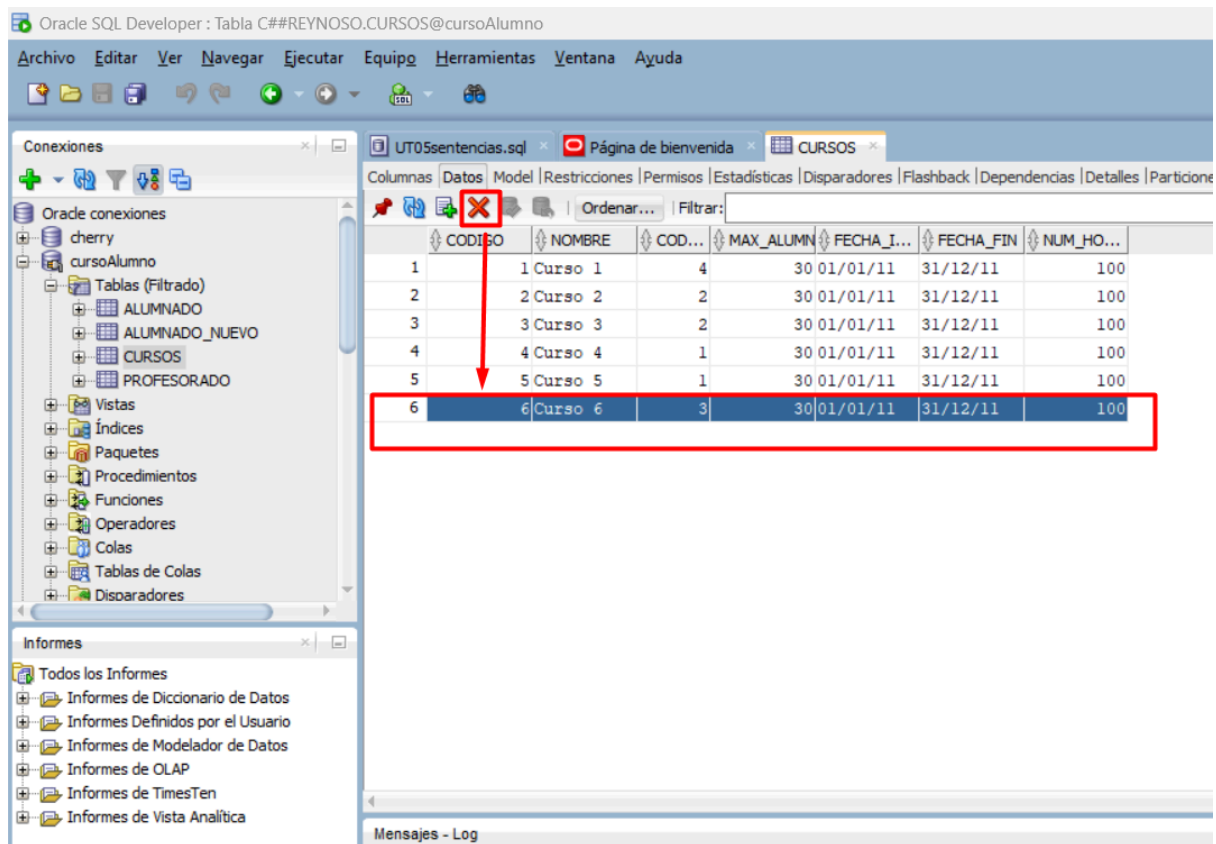 Oracle SQL Developer : Tabla C##REYNOSO.CURSOS@cursoAlumno
Archivo Editar Ver Navegar Ejecutar Equipo Herramientas Ventana Ayuda
Conexiones
Oracle conexiones
cherry
cursoAlumno
Tablas (Filtrado)
ALUMNADO
ALUMNADO_NUEVO
CURSOS
PROFESORADO
Vistas
Índices
Paquetes
Procedimientos
Funciones
Operadores
Colas
Tablas de Colas
Disparadores
Informes
Todos los Informes
Informes de Diccionario de Datos
Informes Definidos por el Usuario
Informes de Modelador de Datos
Informes de OLAP
Informes de TimesTen
Informes de Vista Analítica
UT05sentencias.sql Página de bienvenida CURSOS
Columnas Datos Model |Restricciones |Permisos |Estadísticas |Disparadores |Flashback |Dependencias |Detalles |Particione
Ordenar... Filtrar:
CODIGO NOMBRE COD... MAX_ALUMN FECHA_I... FECHA_FIN NUM_HO...
1 1 Curso 1 4 30 01/01/11 31/12/11 100
2 2 Curso 2 2 30 01/01/11 31/12/11 100
3 3 Curso 3 2 30 01/01/11 31/12/11 100
4 4 Curso 4 1 30 01/01/11 31/12/11 100
5 5 Curso 5 1 30 01/01/11 31/12/11 100
6 6 Curso 6 3 30 01/01/11 31/12/11 100
Mensajes - Log